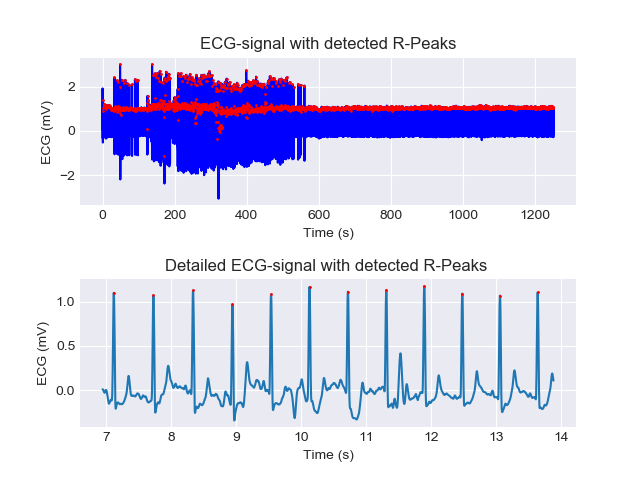 ECG-signal with detected R-Peaks
2
0
−2
ECG (mV)
0 200 400 600 800 1000 1200
Time (s)
Detailed ECG-signal with detected R-Peaks
1.0
0.5
0.0
ECG (mV)
7 8 9 10 11 12 13 14
Time (s)